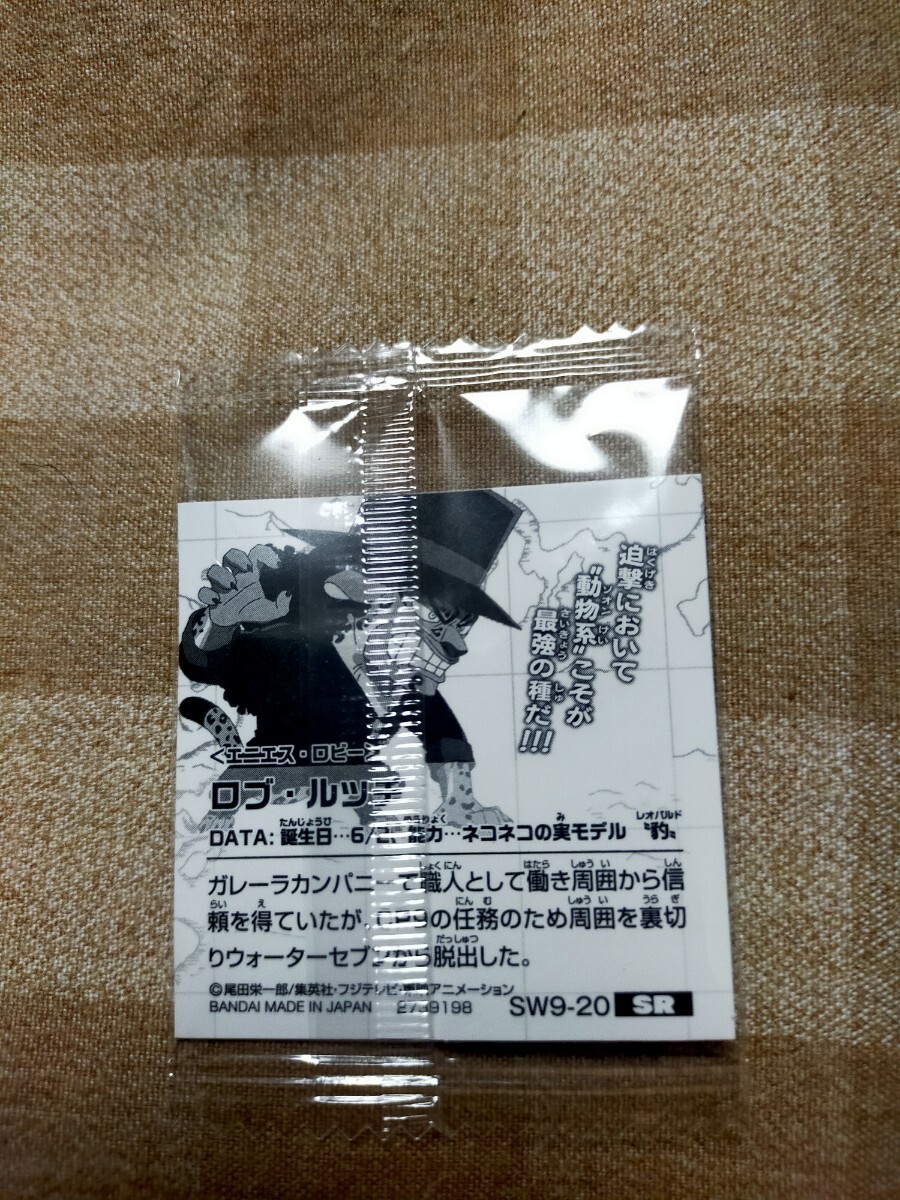 迫撃において
"動物系"こそが
最強の種だ!!!
<エニエス・ロビー>
ロブ・ルッチ
DATA: 誕生日…6/2、能力…ネコネコの実モデル "豹"
ガレーラカンパニーで職人として働き周囲から信
頼を得ていたが、CP9の任務のため周囲を裏切
りウォーターセブンから脱出した。
©尾田栄一郎/集英社・フジテレビ・東映アニメーション
BANDAI MADE IN JAPAN 2739198 SW9-20 SR